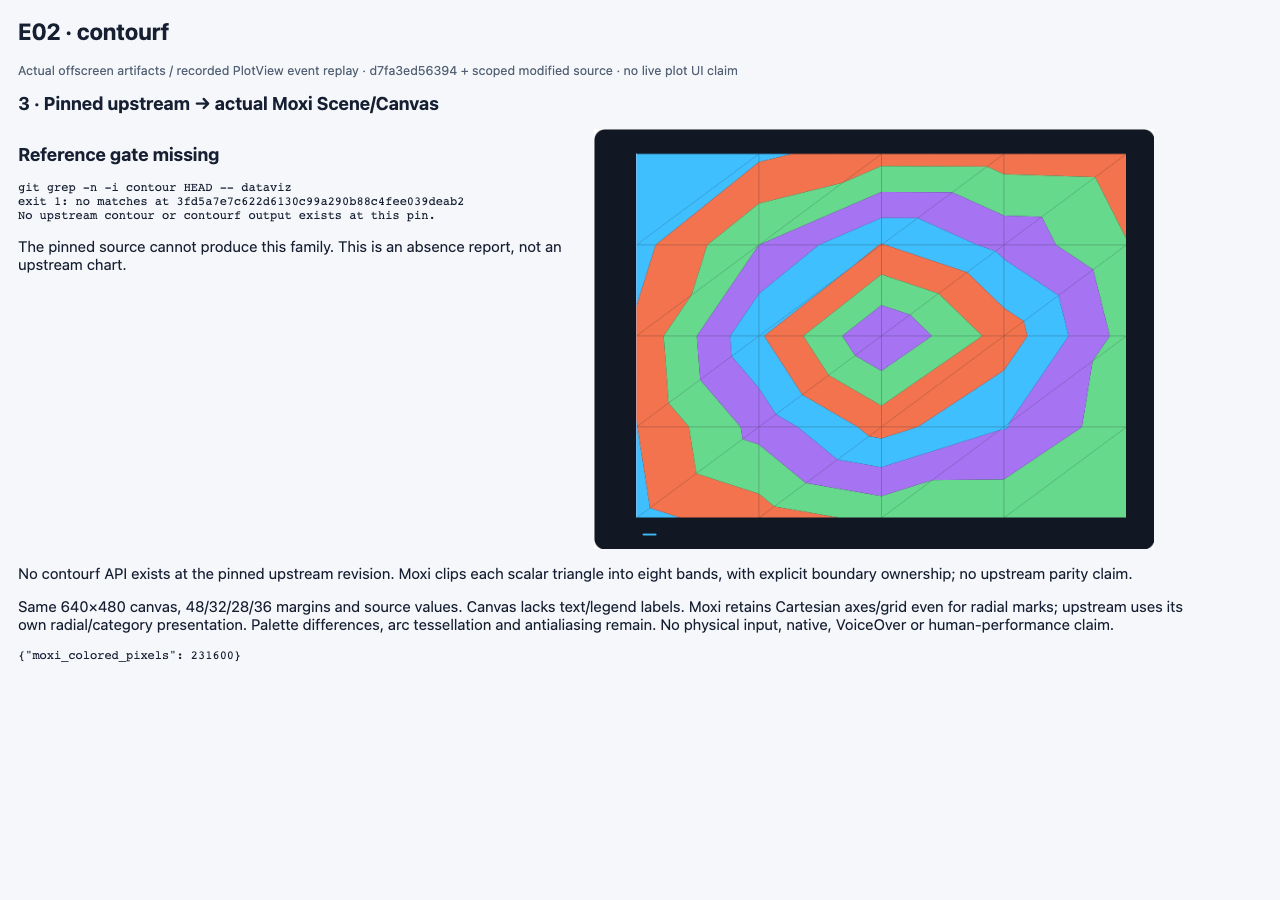 E02 · contourf
Actual offscreen artifacts / recorded PlotView event replay · d7fa3ed56394 + scoped modified source · no live plot UI claim
3 · Pinned upstream → actual Moxi Scene/Canvas
Reference gate missing
git grep -n -i contour HEAD -- dataviz
exit 1: no matches at 3fd5a7e7c622d6130c99a290b88c4fee039deab2
No upstream contour or contourf output exists at this pin.
The pinned source cannot produce this family. This is an absence report, not an
upstream chart.
No contourf API exists at the pinned upstream revision. Moxi clips each scalar triangle into eight bands, with explicit boundary ownership; no upstream parity claim.
Same 640×480 canvas, 48/32/28/36 margins and source values. Canvas lacks text/legend labels. Moxi retains Cartesian axes/grid even for radial marks; upstream uses its
own radial/category presentation. Palette differences, arc tessellation and antialiasing remain. No physical input, native, VoiceOver or human-performance claim.
{"moxi_colored_pixels": 231600}